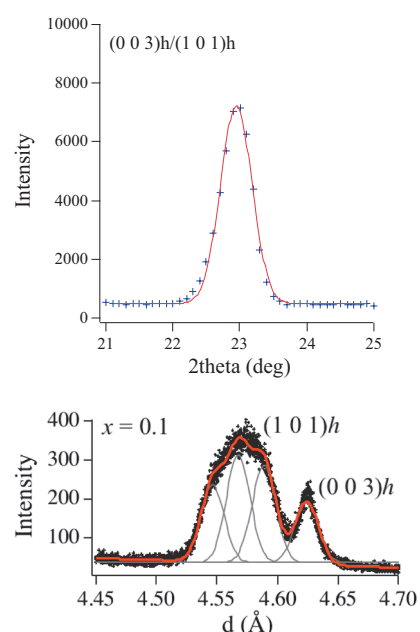 10000
(0 0 3)h/(1 0 1)h
8000
6000
Intensity
4000
2000
0
21 22 23 24 25
2theta (deg)
400
x = 0.1
(1 0 1)h
300
(0 0 3)h
Intensity
200
100
4.45 4.50 4.55 4.60 4.65 4.70
d (Å)